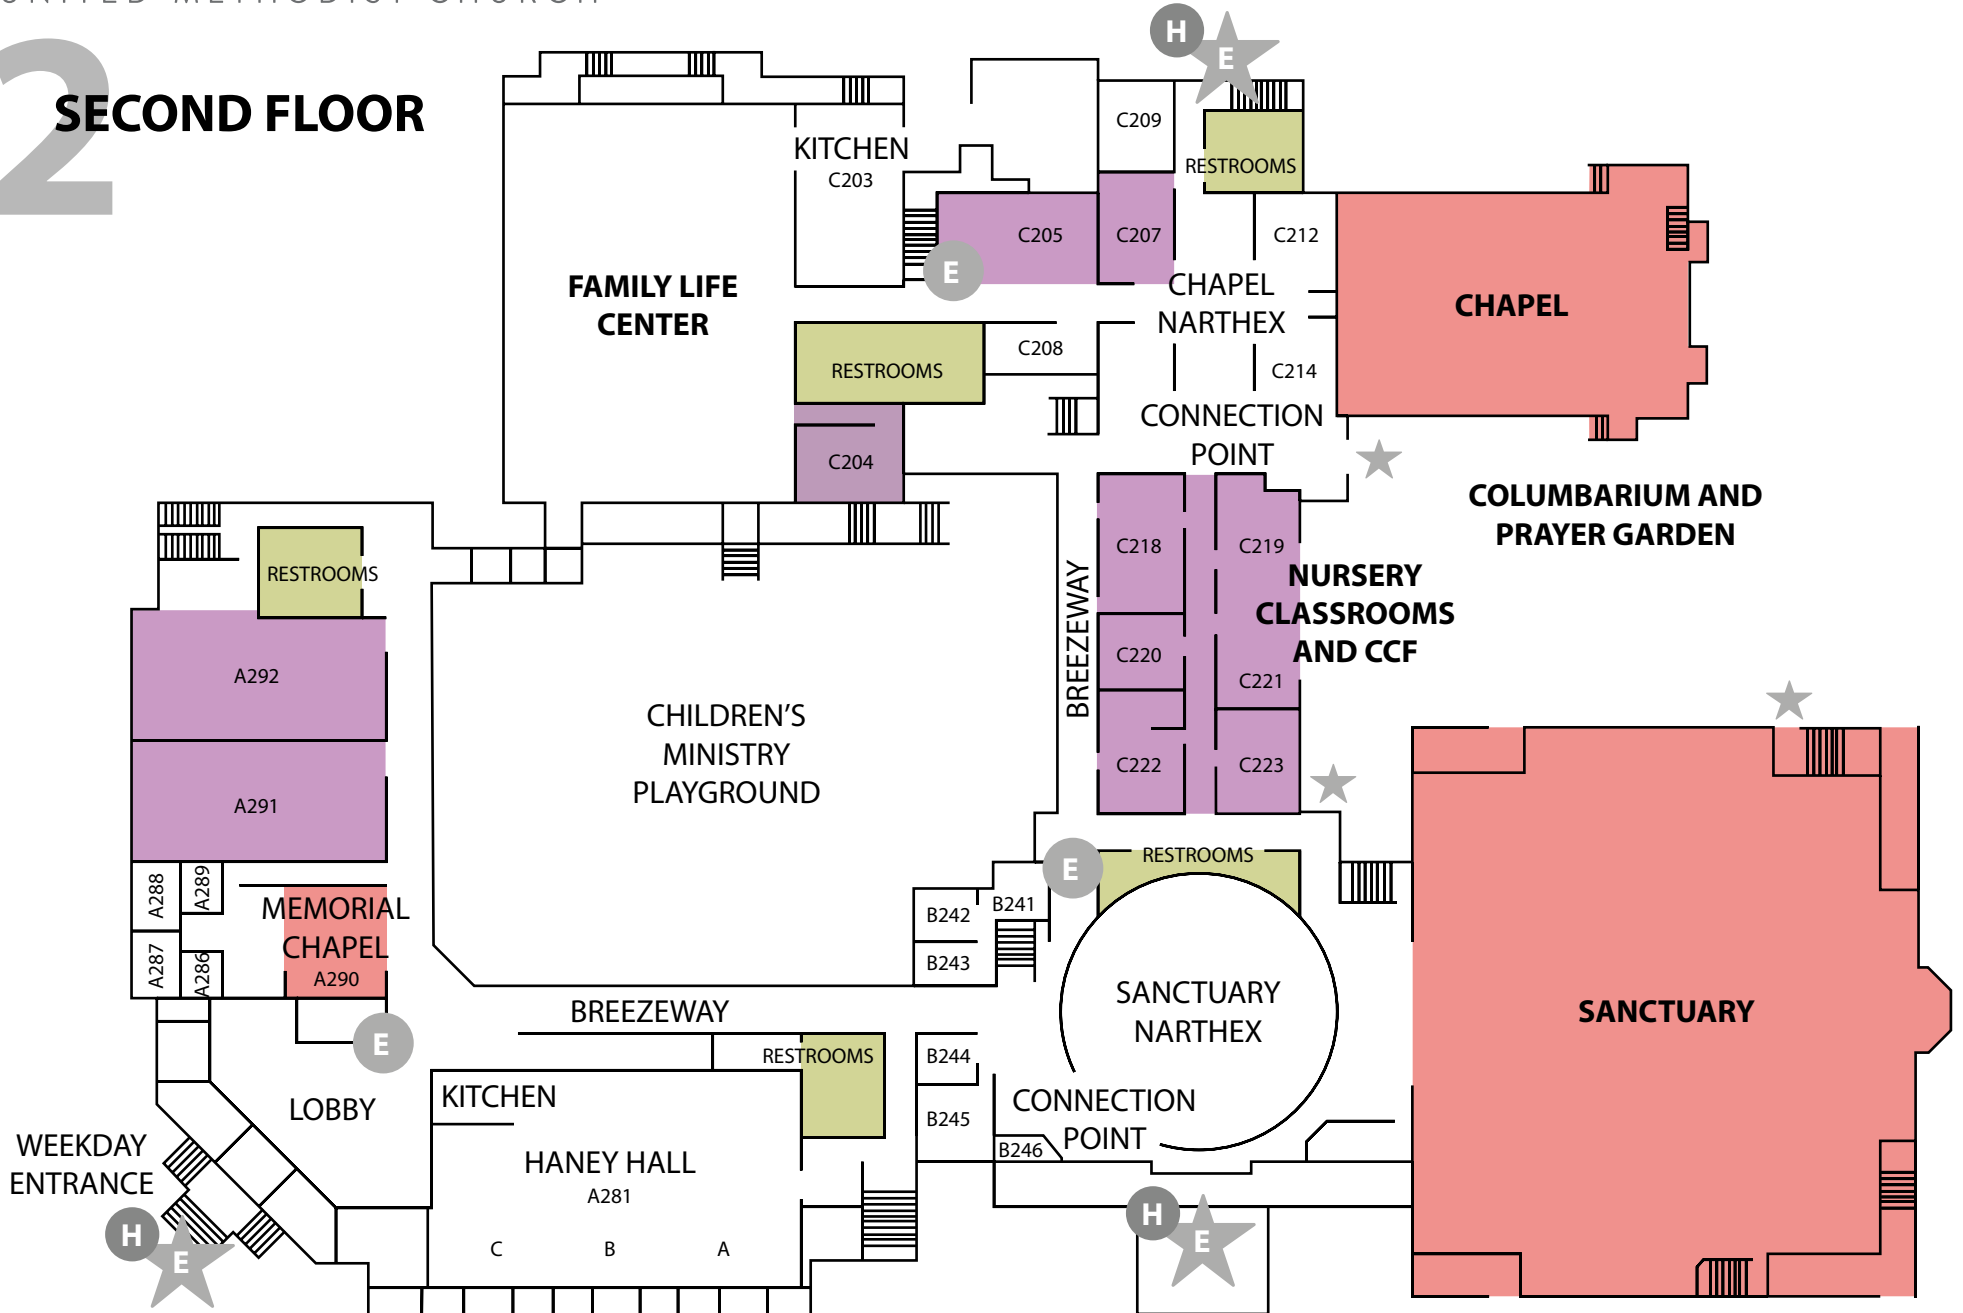 UNITED METHODIST CHURCH
2
SECOND FLOOR
H
E
KITCHEN
C203
C209
RESTROOMS
C205
C207
C212
E
FAMILY LIFE
CENTER
CHAPEL
NARTHEX
CHAPEL
RESTROOMS
C208
C214
CONNECTION
POINT
C204
COLUMBARIUM AND
PRAYER GARDEN
RESTROOMS
C218
C219
BREEZEWAY
NURSERY
CLASSROOMS
AND CCF
C220
C221
A292
CHILDREN'S
MINISTRY
PLAYGROUND
C222
C223
A291
RESTROOMS
E
A288
A289
MEMORIAL
CHAPEL
A290
A287
A286
B242
B241
B243
SANCTUARY
NARTHEX
SANCTUARY
BREEZEWAY
E
RESTROOMS
B244
KITCHEN
LOBBY
B245
CONNECTION
POINT
B246
WEEKDAY
ENTRANCE
HANEY HALL
A281
H
E
C
B
A
H
E